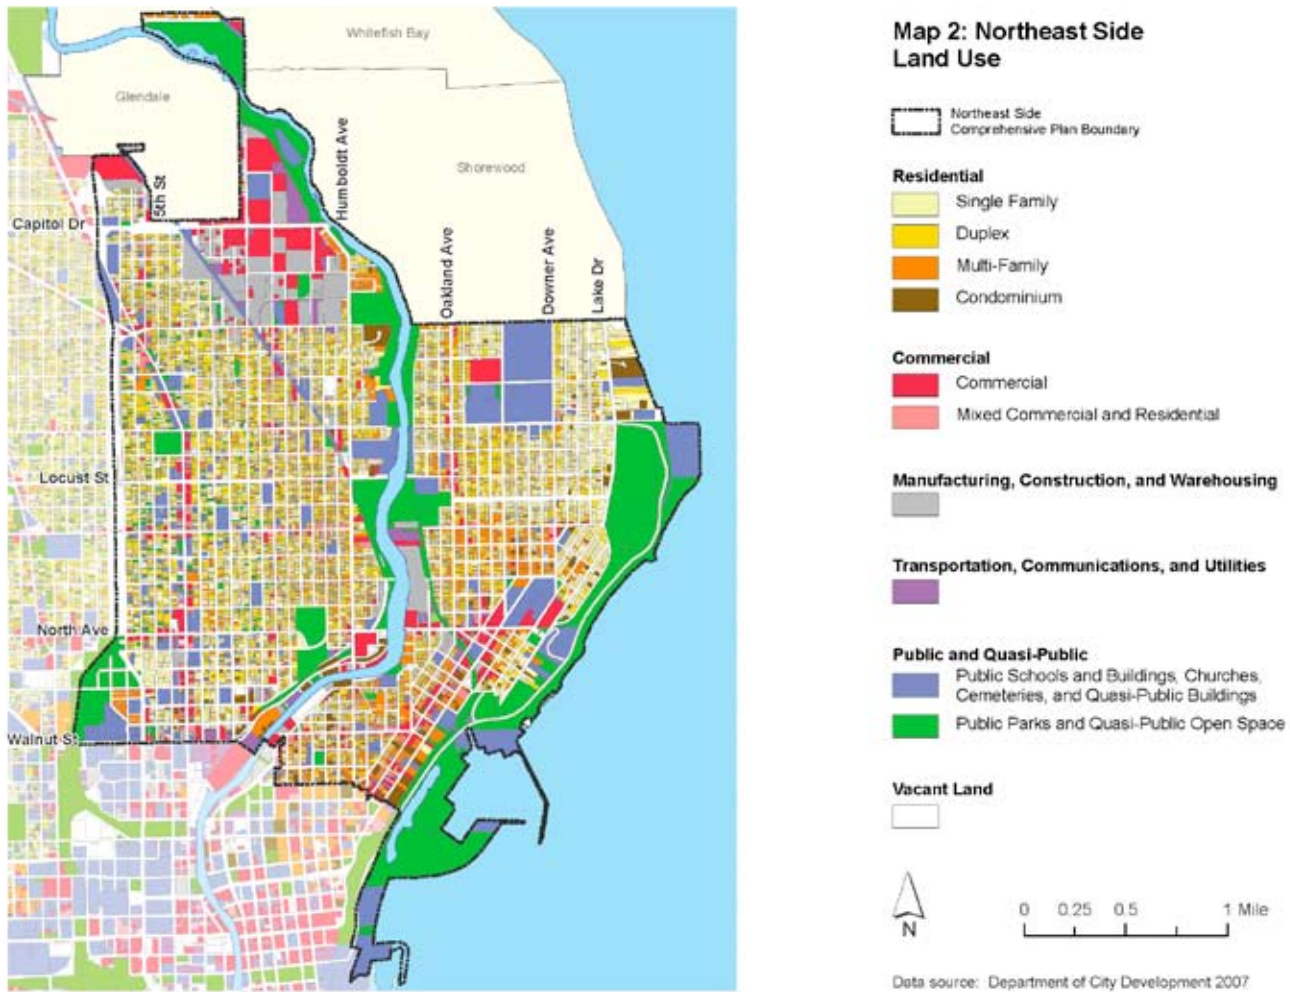 Map 2: Northeast Side
Land Use
Northeast Side
Comprehensive Plan Boundary
Residential
Single Family
Duplex
Multi-Family
Condominium
Commercial
Commercial
Mixed Commercial and Residential
Manufacturing, Construction, and Warehousing
Transportation, Communications, and Utilities
Public and Quasi-Public
Public Schools and Buildings, Churches,
Cemeteries, and Quasi-Public Buildings
Public Parks and Quasi-Public Open Space
Vacant Land
N
0 0.25 0.5 1 Mile
Data source: Department of City Development 2007
Whitefish Bay
Glendale
Shorewood
Capitol Dr
5th St
Humboldt Ave
Oakland Ave
Downer Ave
Lake Dr
Locust St
North Ave
Walnut St